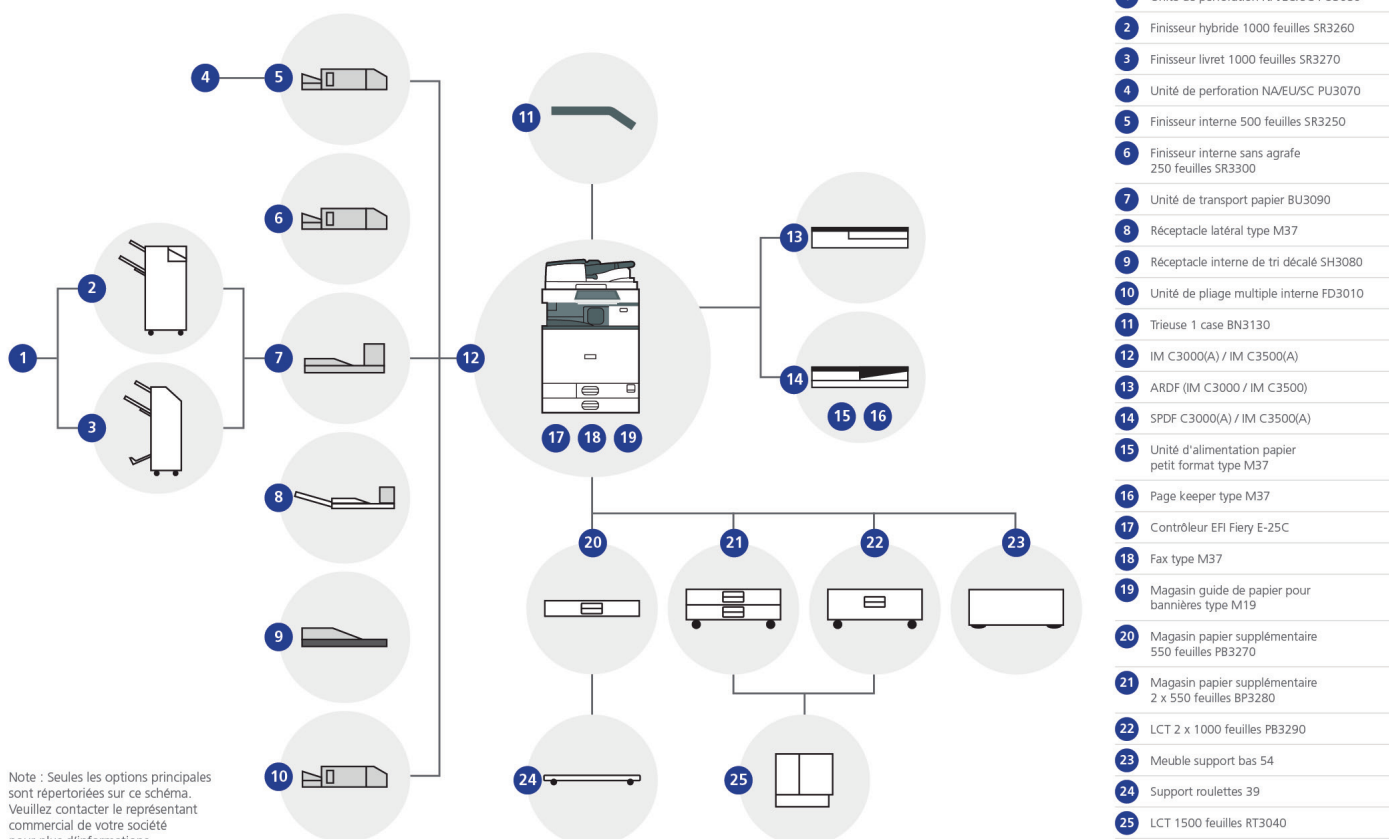 4
5
6
2
1
7
3
8
9
10
11
12
17 18 19
13
14
15 16
20 21 22 23
24
25
Note : Seules les options principales
sont répertoriées sur ce schéma.
Veuillez contacter le représentant
commercial de votre société
2 Finisseur hybride 1000 feuilles SR3260
3 Finisseur livret 1000 feuilles SR3270
4 Unité de perforation NA/EU/SC PU3070
5 Finisseur interne 500 feuilles SR3250
6 Finisseur interne sans agrafe
250 feuilles SR3300
7 Unité de transport papier BU3090
8 Réceptacle latéral type M37
9 Réceptacle interne de tri décalé SH3080
10 Unité de pliage multiple interne FD3010
11 Trieuse 1 case BN3130
12 IM C3000(A) / IM C3500(A)
13 ARDF (IM C3000 / IM C3500)
14 SPDF C3000(A) / IM C3500(A)
15 Unité d'alimentation papier
petit format type M37
16 Page keeper type M37
17 Contrôleur EFI Fiery E-25C
18 Fax type M37
19 Magasin guide de papier pour
bannières type M19
20 Magasin papier supplémentaire
550 feuilles PB3270
21 Magasin papier supplémentaire
2 x 550 feuilles BP3280
22 LCT 2 x 1000 feuilles PB3290
23 Meuble support bas 54
24 Support roulettes 39
25 LCT 1500 feuilles RT3040